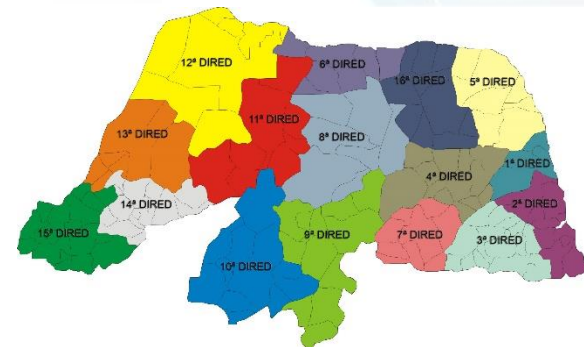 12ª DIRED
6ª DIRED
16ª DIRED
5ª DIRED
11ª DIRED
13ª DIRED
8ª DIRED
1ª DIRED
4ª DIRED
14ª DIRED
2ª DIRED
15ª DIRED
9ª DIRED
7ª DIRED
3ª DIRED
10ª DIRED